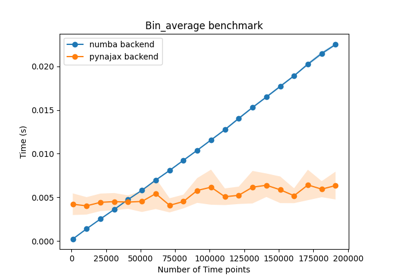 Bin_average benchmark
numba backend
pynajax backend
Time (s)
0.020
0.015
0.010
0.005
0.000
0 25000 50000 75000 100000 125000 150000 175000 200000
Number of Time points